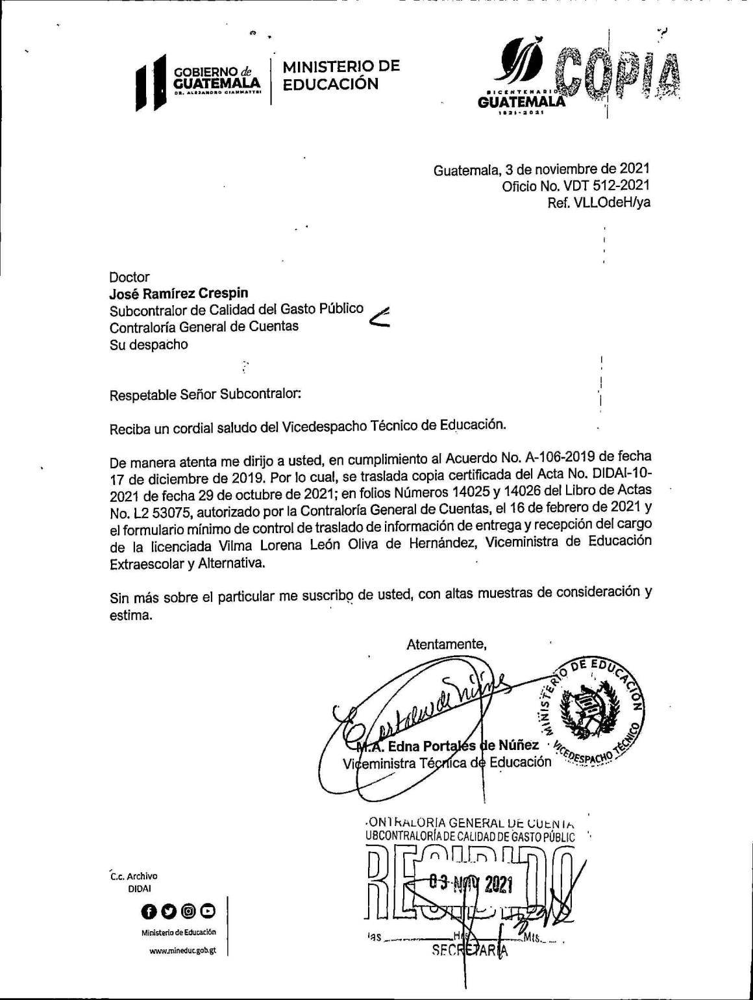 GOBIERNO de
GUATEMALA
DR. ALEJANDRO GIAMMATTEI
MINISTERIO DE
EDUCACIÓN
BICENTENARIO
GUATEMALA
1821-2021
COPIA
Guatemala, 3 de noviembre de 2021
Oficio No. VDT 512-2021
Ref. VLLOdeH/ya
Doctor
José Ramírez Crespin
Subcontralor de Calidad del Gasto Público
Contraloría General de Cuentas
Su despacho
Respetable Señor Subcontralor:
Reciba un cordial saludo del Vicedespacho Técnico de Educación.
De manera atenta me dirijo a usted, en cumplimiento al Acuerdo No. A-106-2019 de fecha
17 de diciembre de 2019. Por lo cual, se traslada copia certificada del Acta No. DIDAI-10-
2021 de fecha 29 de octubre de 2021; en folios Números 14025 y 14026 del Libro de Actas
No. L2 53075, autorizado por la Contraloría General de Cuentas, el 16 de febrero de 2021 y
el formulario mínimo de control de traslado de información de entrega y recepción del cargo
de la licenciada Vilma Lorena León Oliva de Hernández, Viceministra de Educación
Extraescolar y Alternativa.
Sin más sobre el particular me suscribo de usted, con altas muestras de consideración y
estima.
Atentamente,
MINISTERIO DE EDUCACIÓN
VICEDESPACHO TÉCNICO
M.A. Edna Portales de Núñez
Viceministra Técnica de Educación
ONTRALORIA GENERAL DE CUENTA
UBCONTRALORÍA DE CALIDAD DE GASTO PÚBLIC
RECIBIDO
03 NOV 2021
las Hrs Mts.
SECRETARIA
C.c. Archivo
DIDAI
Ministerio de Educación
www.mineduc.gob.gt